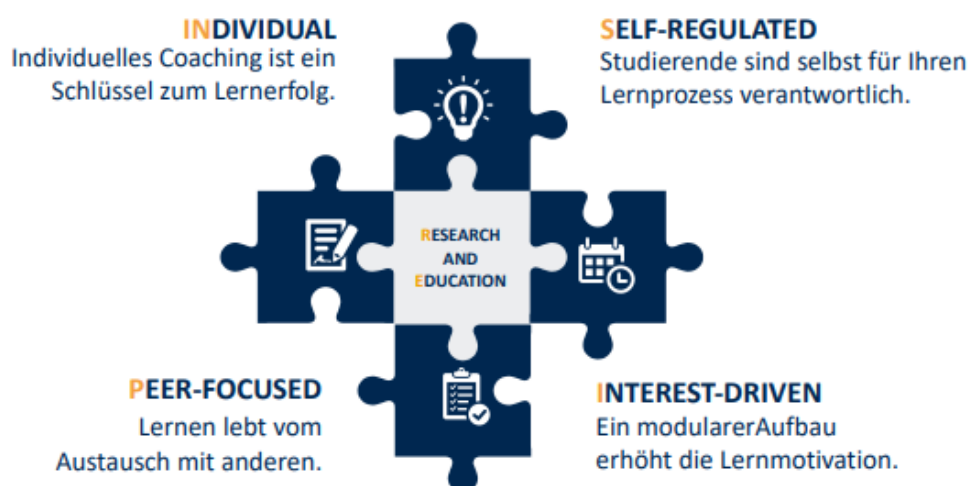 INDIVIDUAL
Individuelles Coaching ist ein
Schlüssel zum Lernerfolg.
SELF-REGULATED
Studierende sind selbst für Ihren
Lernprozess verantwortlich.
RESEARCH
AND
EDUCATION
PEER-FOCUSED
Lernen lebt vom
Austausch mit anderen.
INTEREST-DRIVEN
Ein modularerAufbau
erhöht die Lernmotivation.